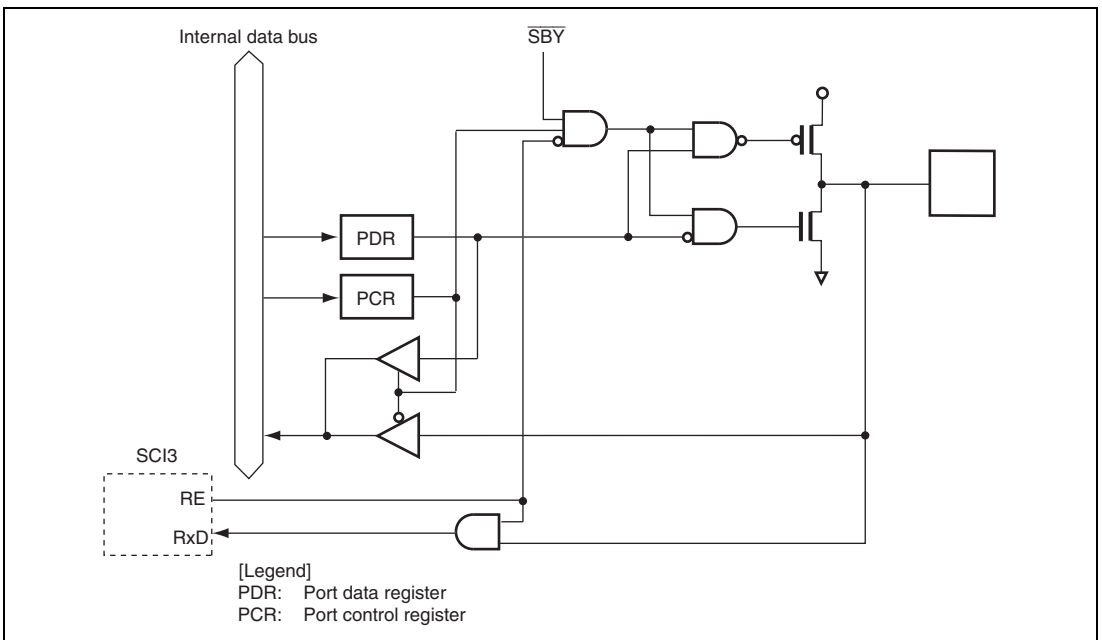 Internal data bus
SBY
PDR
PCR
SCI3
RE
RxD
[Legend]
PDR: Port data register
PCR: Port control register